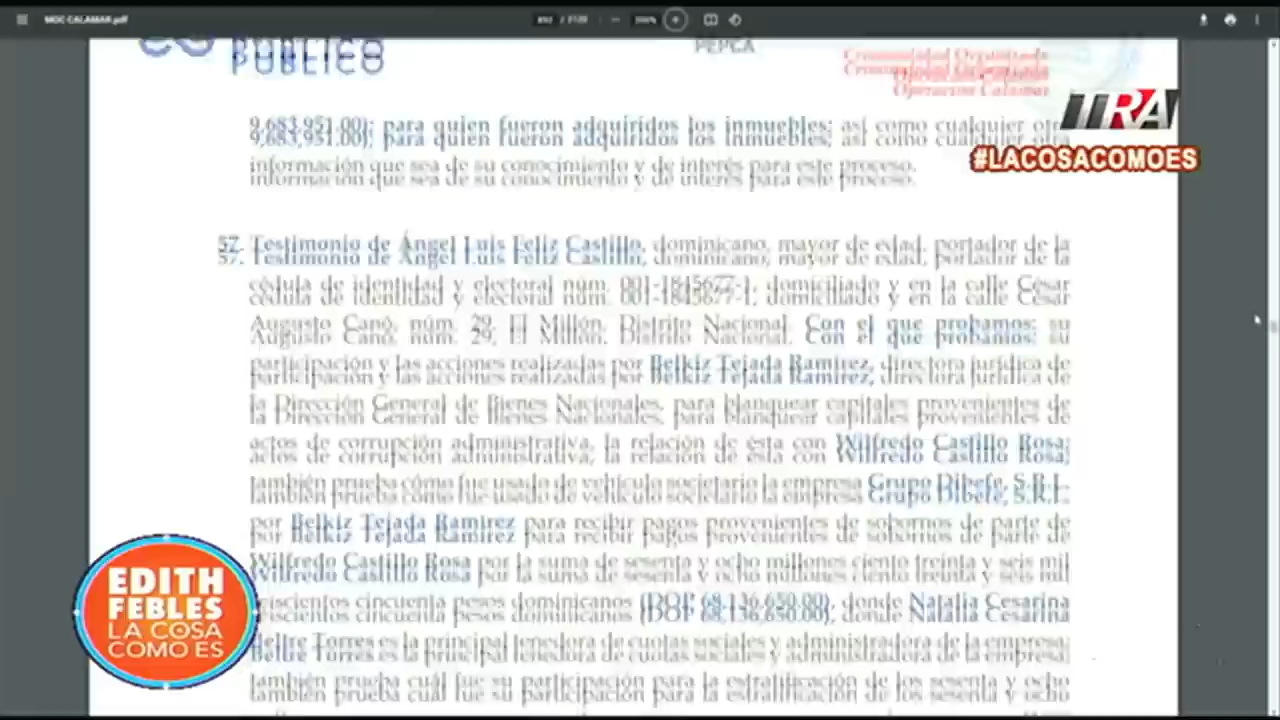 MOC CALAMAR.pdf
PÚBLICO
PEPCA
Criminalidad Organizada
Operación Calamar
TRA
#LACOSACOMOES
9,683,951.00); para quien fueron adquiridos los inmuebles; así como cualquier otra
información que sea de su conocimiento y de interés para este proceso.
57. Testimonio de Ángel Luis Feliz Castillo, dominicano, mayor de edad, portador de la
cédula de identidad y electoral núm. 001-1845677-1; domiciliado y en la calle César
Augusto Canó, núm. 29, El Millón, Distrito Nacional. Con el que probamos: su
participación y las acciones realizadas por Belkiz Tejada Ramírez, directora jurídica de
la Dirección General de Bienes Nacionales, para blanquear capitales provenientes de
actos de corrupción administrativa; la relación de esta con Wilfredo Castillo Rosa;
también prueba cómo fue usado de vehículo societario la empresa Grupo Dibefe, S.R.L;
por Belkiz Tejada Ramírez para recibir pagos provenientes de sobornos de parte de
Wilfredo Castillo Rosa por la suma de sesenta y ocho millones ciento treinta y seis mil
seiscientos cincuenta pesos dominicanos (DOP 68,136,650.00); donde Natalia Cesarina
Beltre Torres es la principal tenedora de cuotas sociales y administradora de la empresa;
también prueba cuál fue su participación para la estratificación de los sesenta y ocho
EDITH
FEBLES
LA COSA
COMO ES